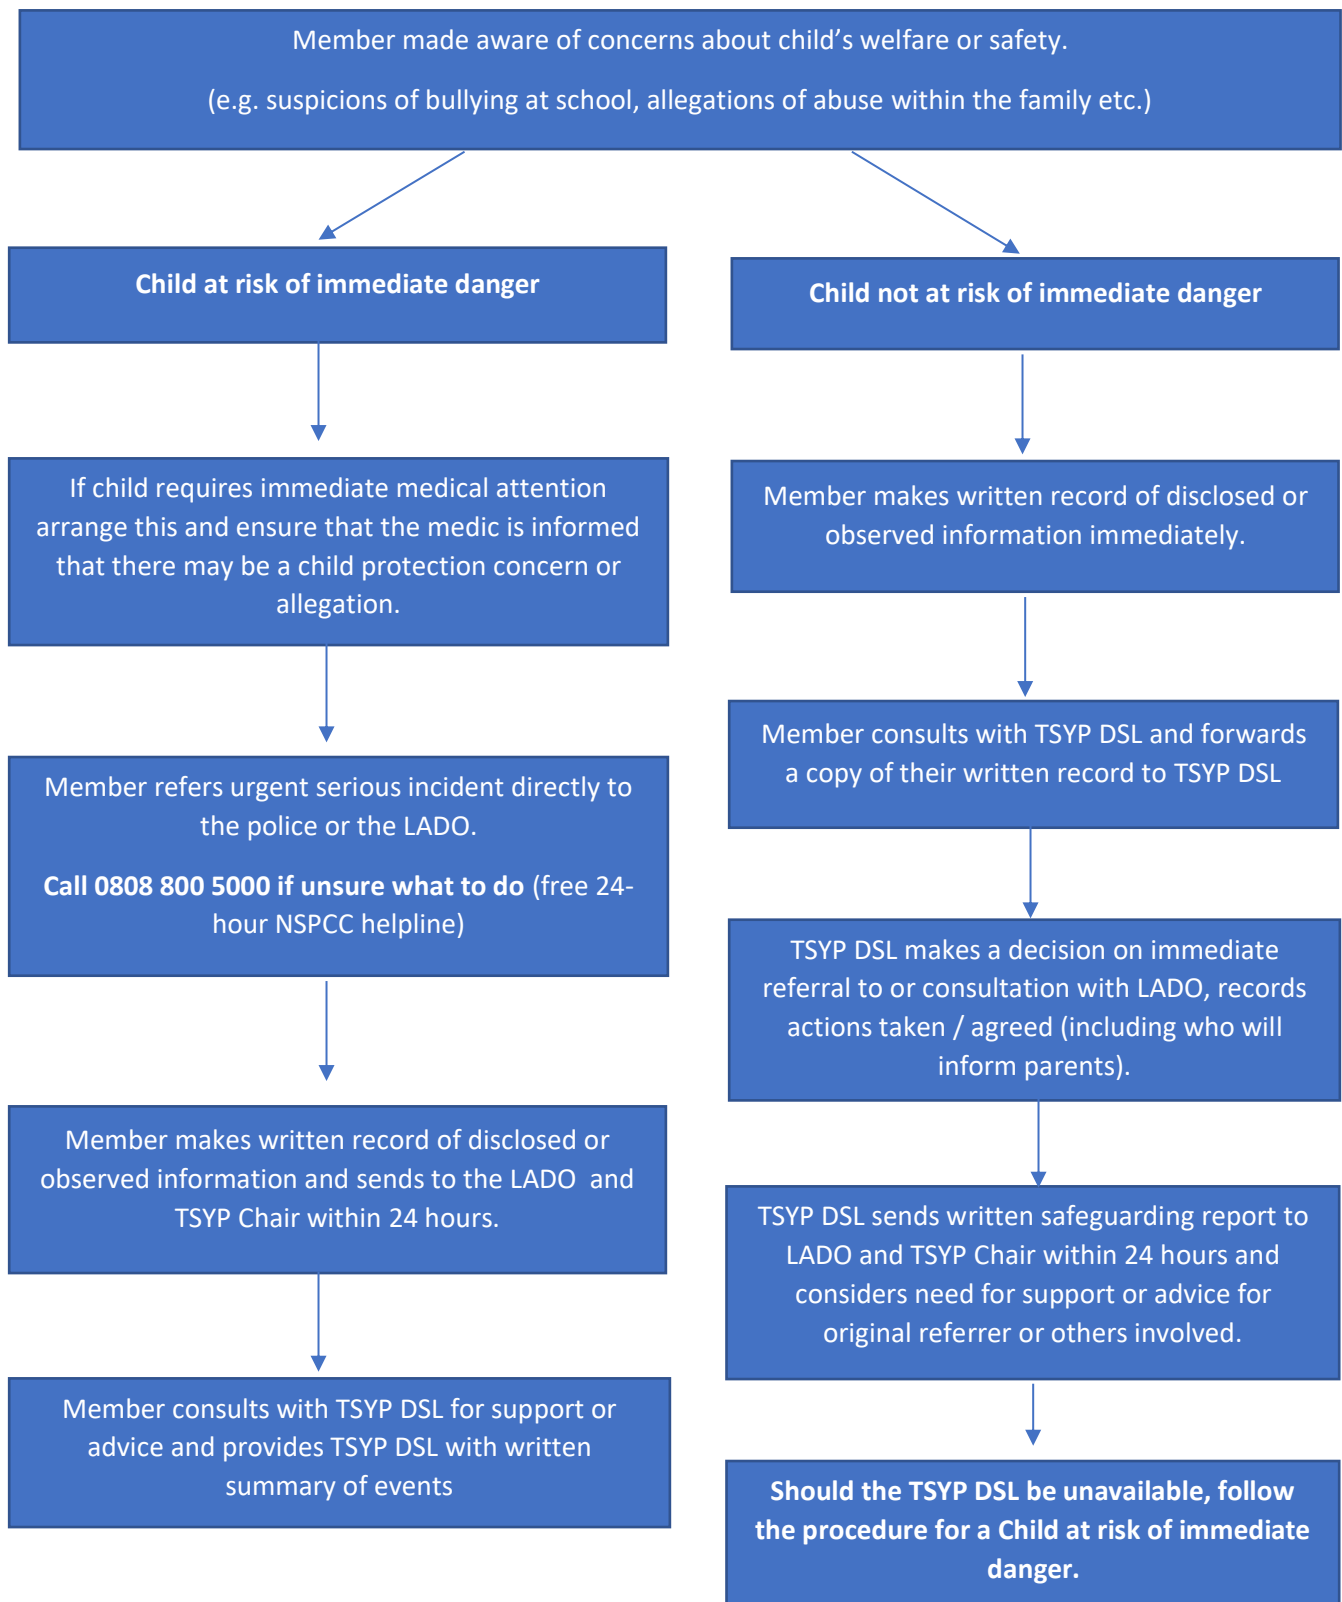 Member made aware of concerns about child’s welfare or safety.
(e.g. suspicions of bullying at school, allegations of abuse within the family etc.)
Child at risk of immediate danger
If child requires immediate medical attention
arrange this and ensure that the medic is informed
that there may be a child protection concern or
allegation.
Member refers urgent serious incident directly to
the police or the LADO.
Call 0808 800 5000 if unsure what to do (free 24-
hour NSPCC helpline)
Member makes written record of disclosed or
observed information and sends to the LADO and
TSYP Chair within 24 hours.
Member consults with TSYP DSL for support or
advice and provides TSYP DSL with written
summary of events
Child not at risk of immediate danger
Member makes written record of disclosed or
observed information immediately.
Member consults with TSYP DSL and forwards
a copy of their written record to TSYP DSL
TSYP DSL makes a decision on immediate
referral to or consultation with LADO, records
actions taken / agreed (including who will
inform parents).
TSYP DSL sends written safeguarding report to
LADO and TSYP Chair within 24 hours and
considers need for support or advice for
original referrer or others involved.
Should the TSYP DSL be unavailable, follow
the procedure for a Child at risk of immediate
danger.